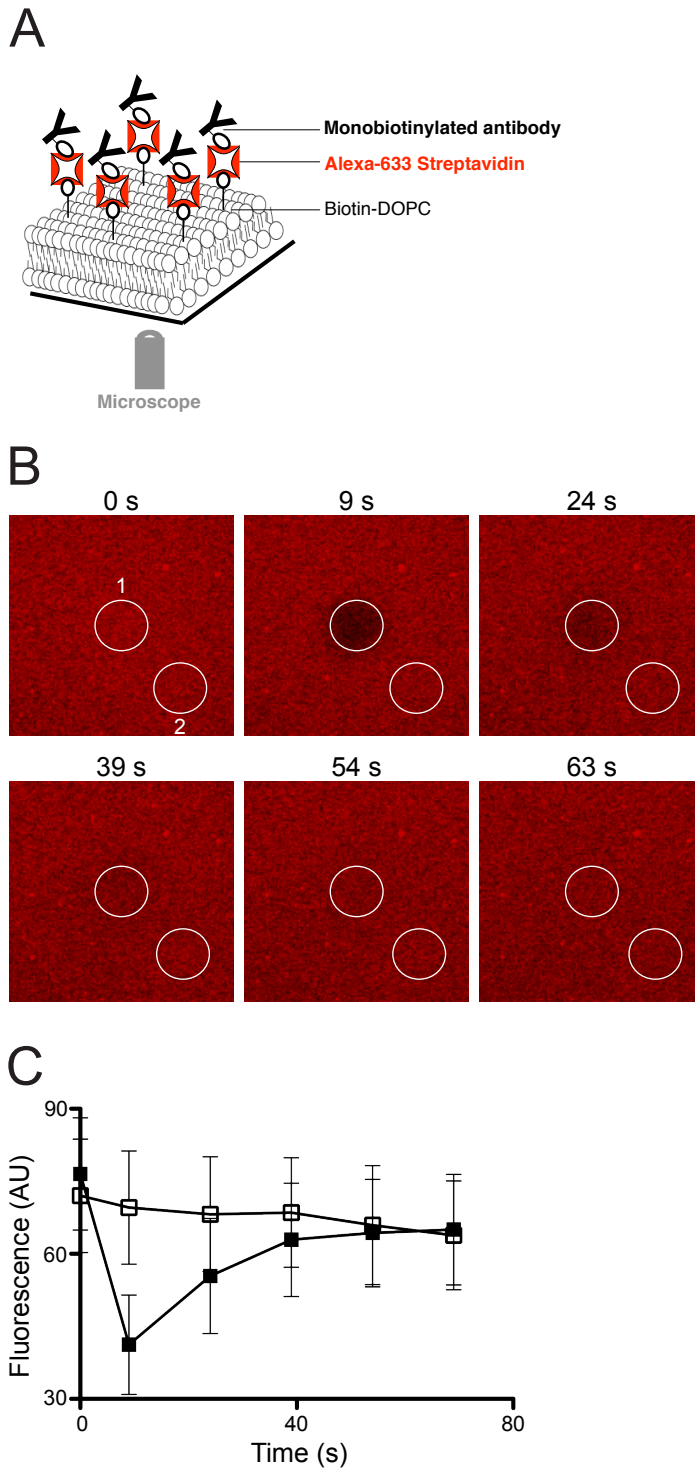 A
Monobiotinylated antibody
Alexa-633 Streptavidin
Biotin-DOPC
Microscope
B
0 s 9 s 24 s
1
2
39 s 54 s 63 s
C
90
60
30
Fluorescence (AU)
0 40 80
Time (s)